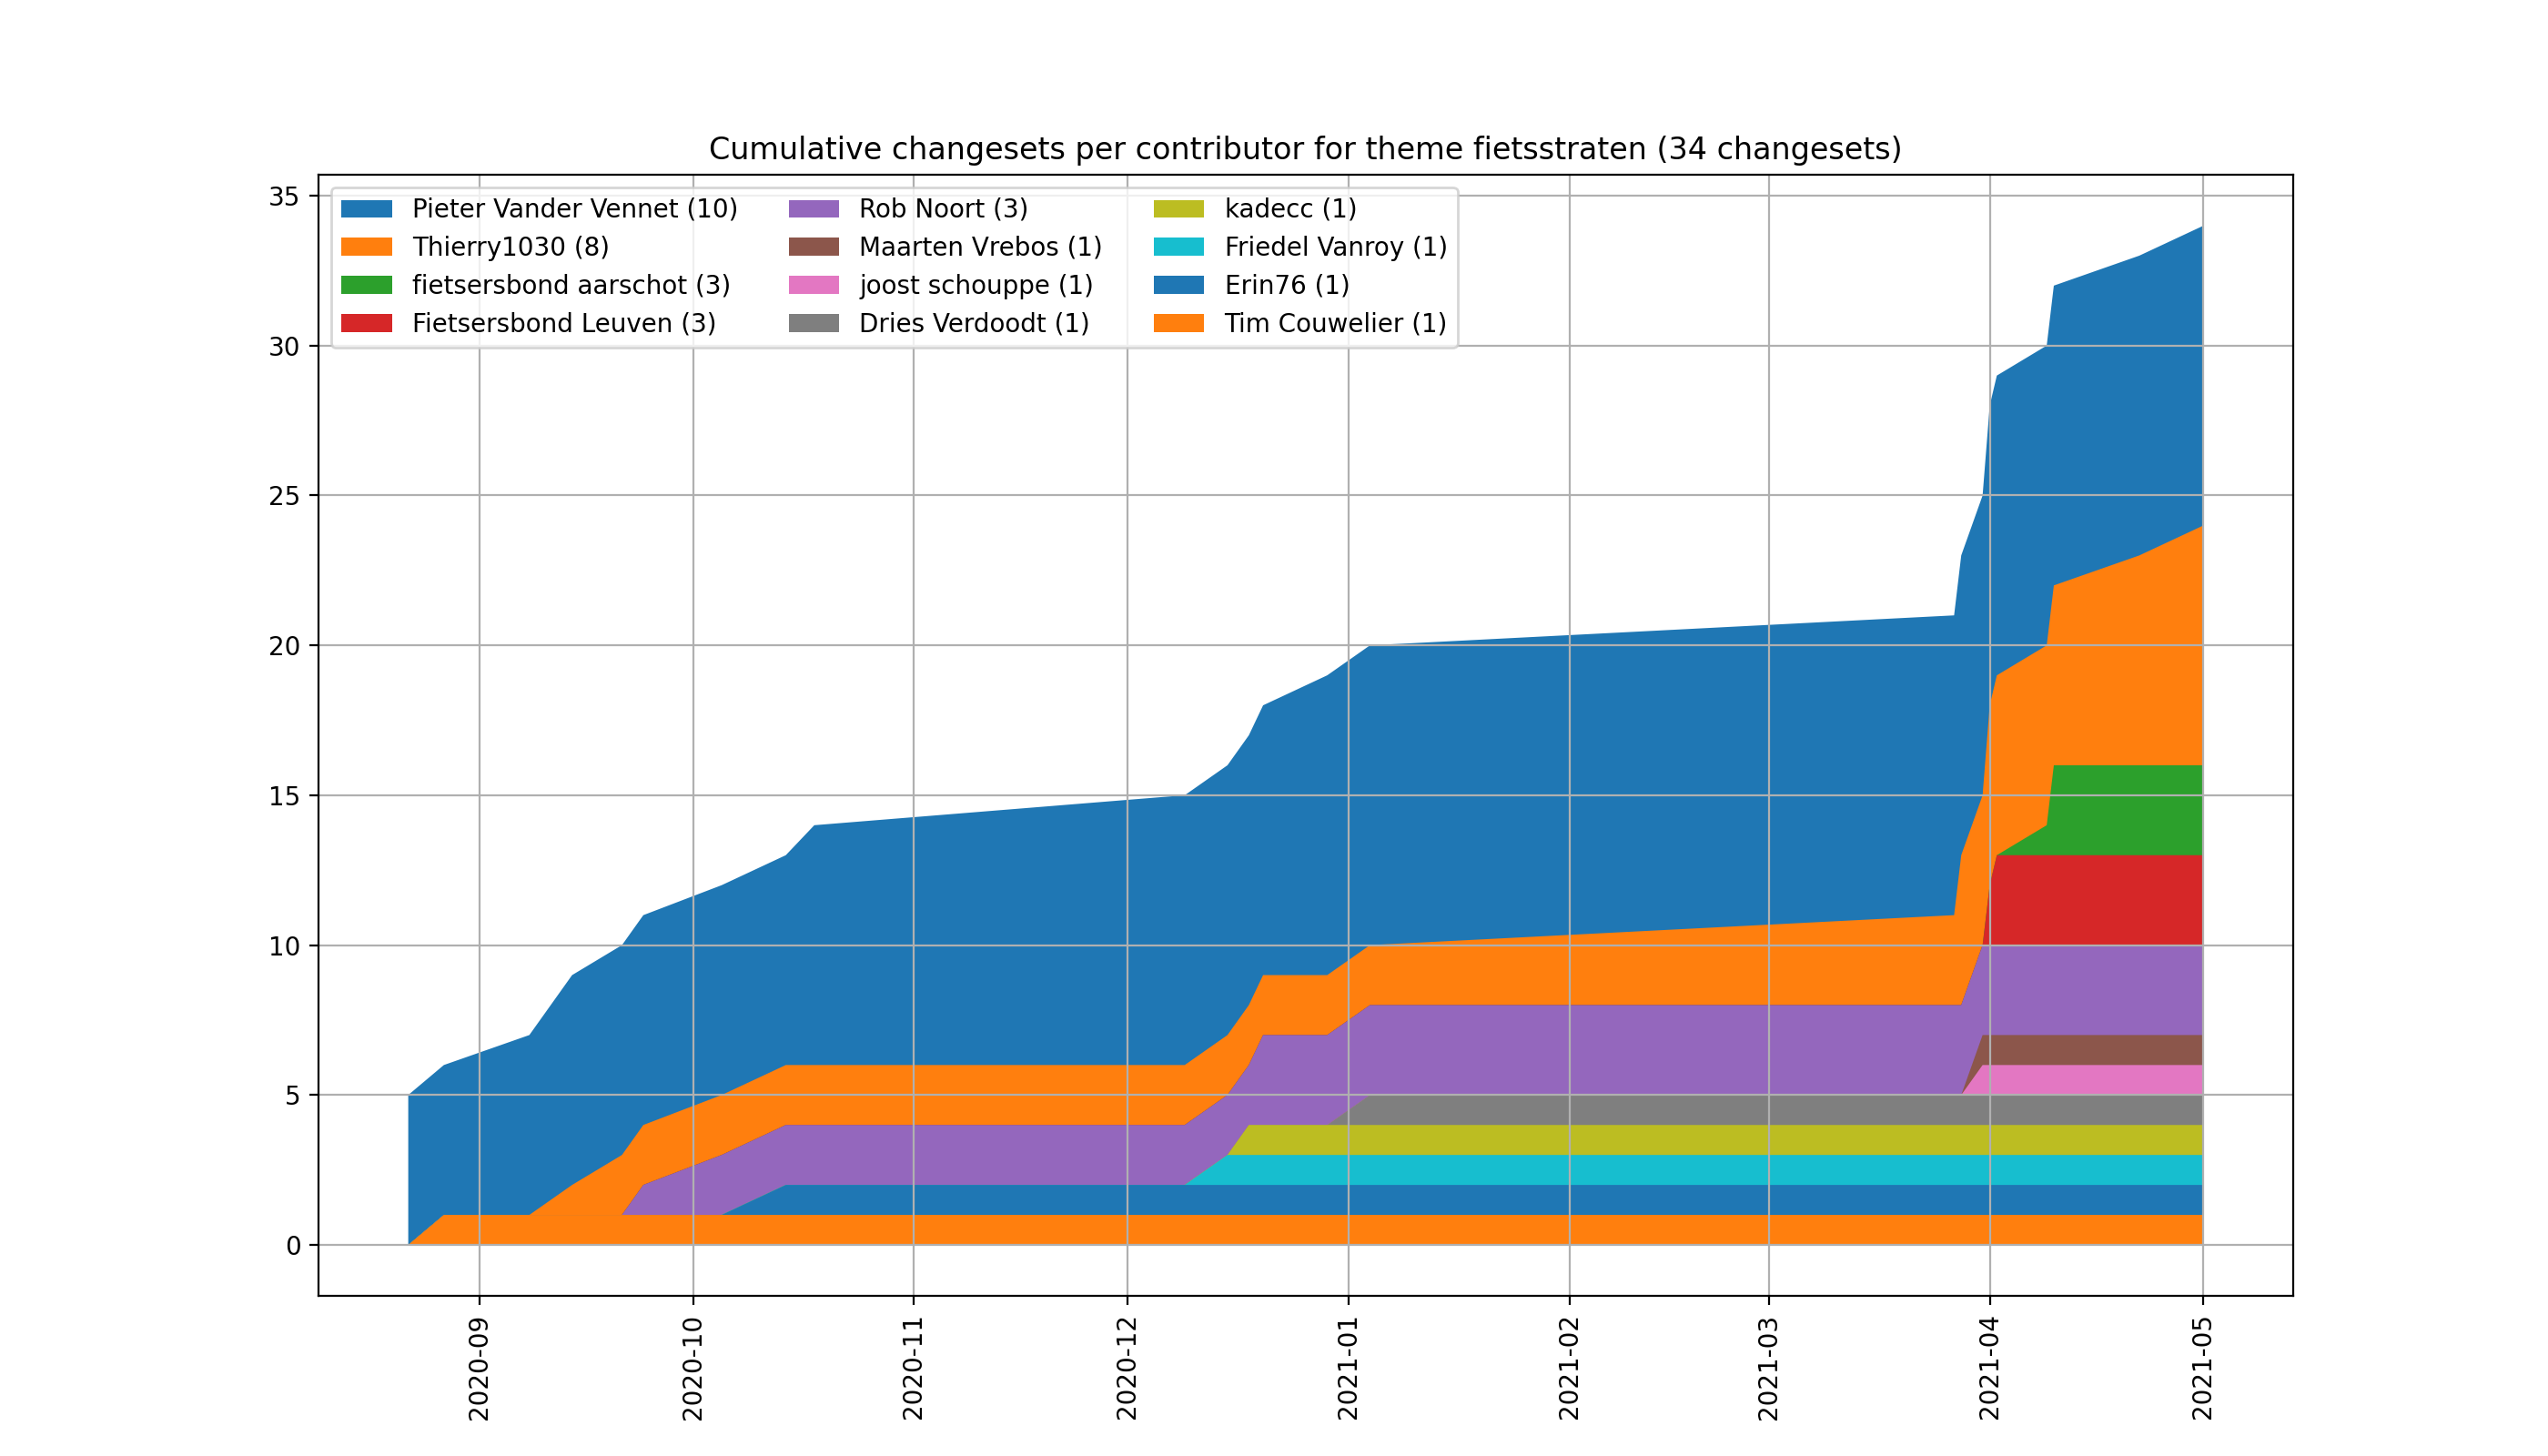 Cumulative changesets per contributor for theme fietsstraten (34 changesets)
Pieter Vander Vennet (10)
Thierry1030 (8)
fietsersbond aarschot (3)
Fietsersbond Leuven (3)
Rob Noort (3)
Maarten Vrebos (1)
joost schouppe (1)
Dries Verdoodt (1)
kadecc (1)
Friedel Vanroy (1)
Erin76 (1)
Tim Couwelier (1)
35
30
25
20
15
10
5
0
2020-09
2020-10
2020-11
2020-12
2021-01
2021-02
2021-03
2021-04
2021-05